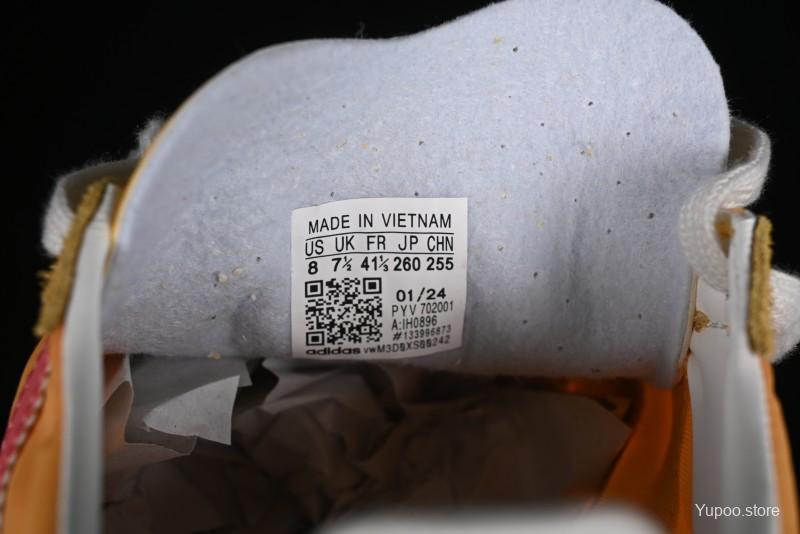 MADE IN VIETNAM
US UK FR JP CHN
8 7½ 41⅓ 260 255
01/24
PYV 702001
A:IH0896
#133996873
adidas vwM3D0XS00242
Yupoo.store